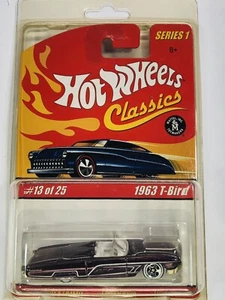 SERIES 1
8+
Hot Wheels
Classics
#13 of 25
1963 T-Bird